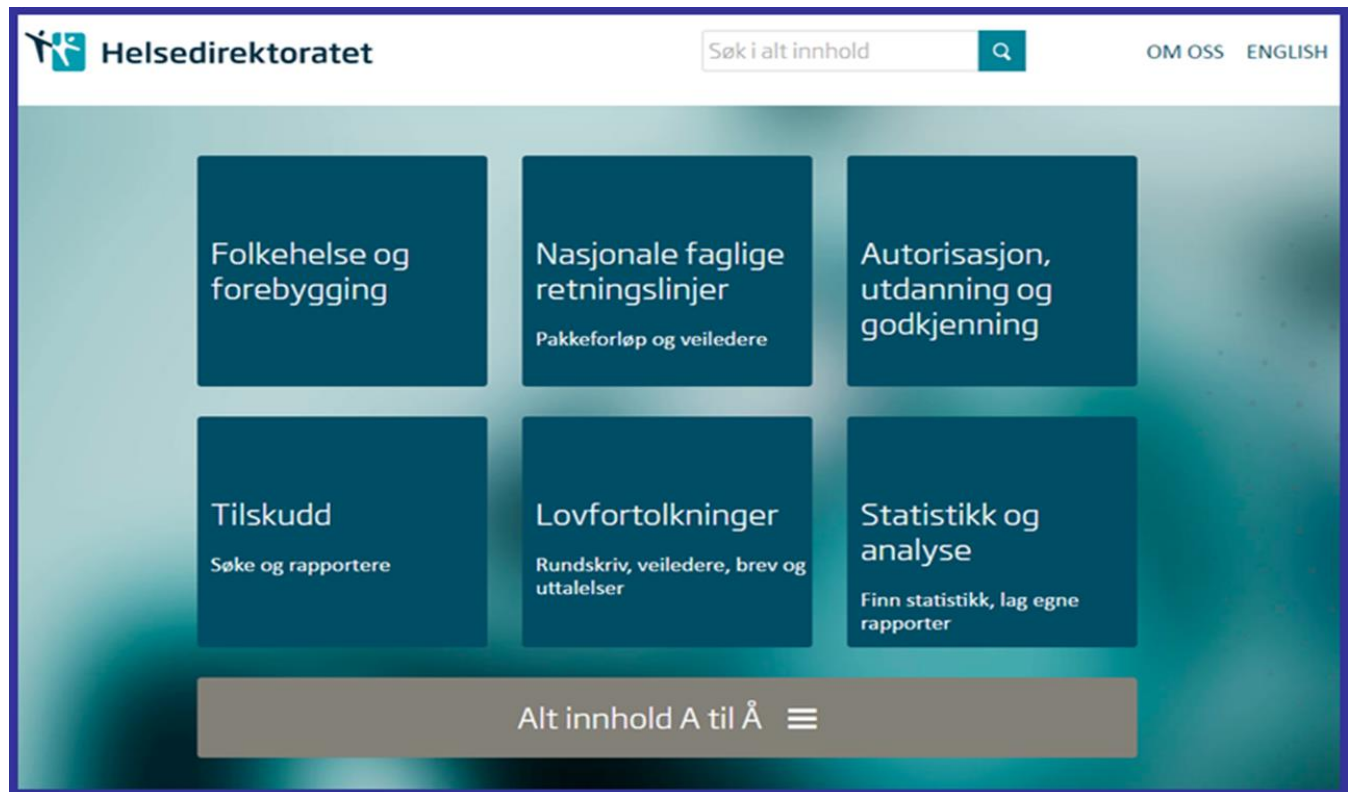 Helsedirektoratet
Søk i alt innhold
OM OSS ENGLISH
Folkehelse og
forebygging
Nasjonale faglige
retningslinjer
Pakkeforløp og veiledere
Autorisasjon,
utdanning og
godkjenning
Tilskudd
Søke og rapportere
Lovfortolkninger
Rundskriv, veiledere, brev og
uttalelser
Statistikk og
analyse
Finn statistikk, lag egne
rapporter
Alt innhold A til Å